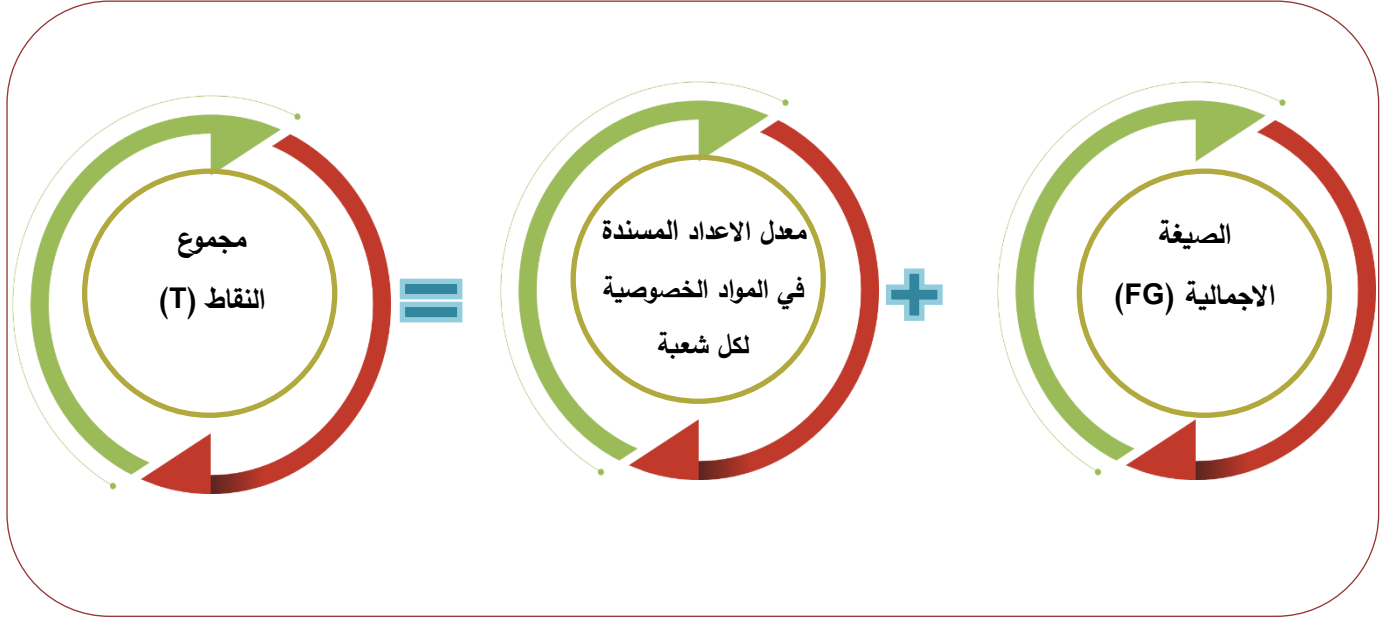 الصيغة
الاجمالية (FG)
+
معدل الاعداد المسندة
في المواد الخصوصية
لكل شعبة
=
مجموع
النقاط (T)